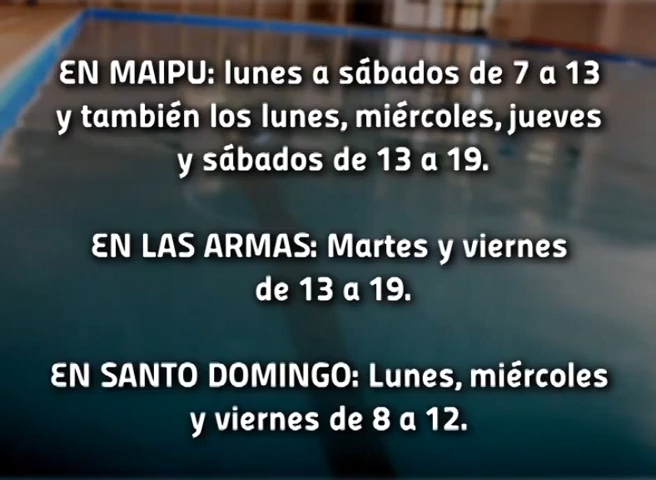 EN MAIPU: lunes a sábados de 7 a 13
y también los lunes, miércoles, jueves
y sábados de 13 a 19.
EN LAS ARMAS: Martes y viernes
de 13 a 19.
EN SANTO DOMINGO: Lunes, miércoles
y viernes de 8 a 12.